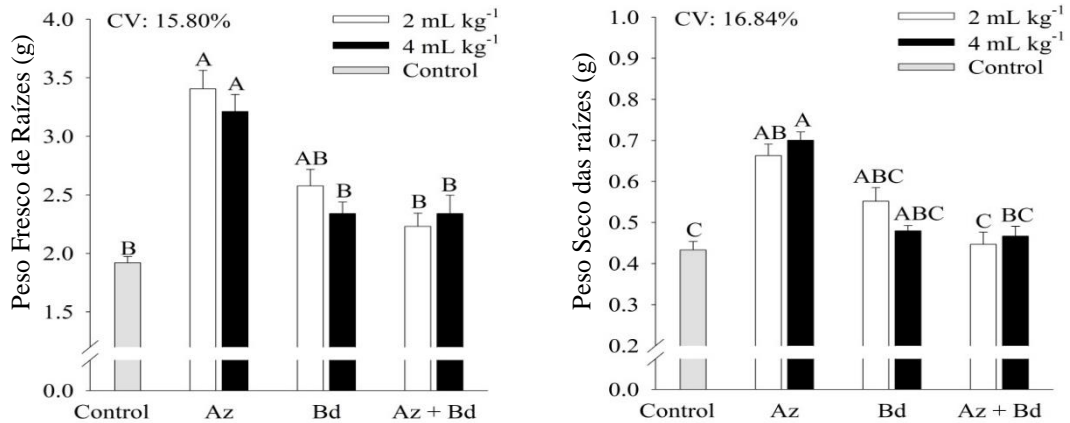 CV: 15.80%
2 mL kg⁻¹
4 mL kg⁻¹
Control
Peso Fresco de Raízes (g)
4.0
3.5
3.0
2.5
2.0
1.5
0.0
B
A
A
AB
B
B
B
Control
Az
Bd
Az + Bd
CV: 16.84%
2 mL kg⁻¹
4 mL kg⁻¹
Control
Peso Seco das raízes (g)
1.0
0.9
0.8
0.7
0.6
0.5
0.4
0.3
0.2
0.0
C
AB
A
ABC
ABC
C
BC
Control
Az
Bd
Az + Bd